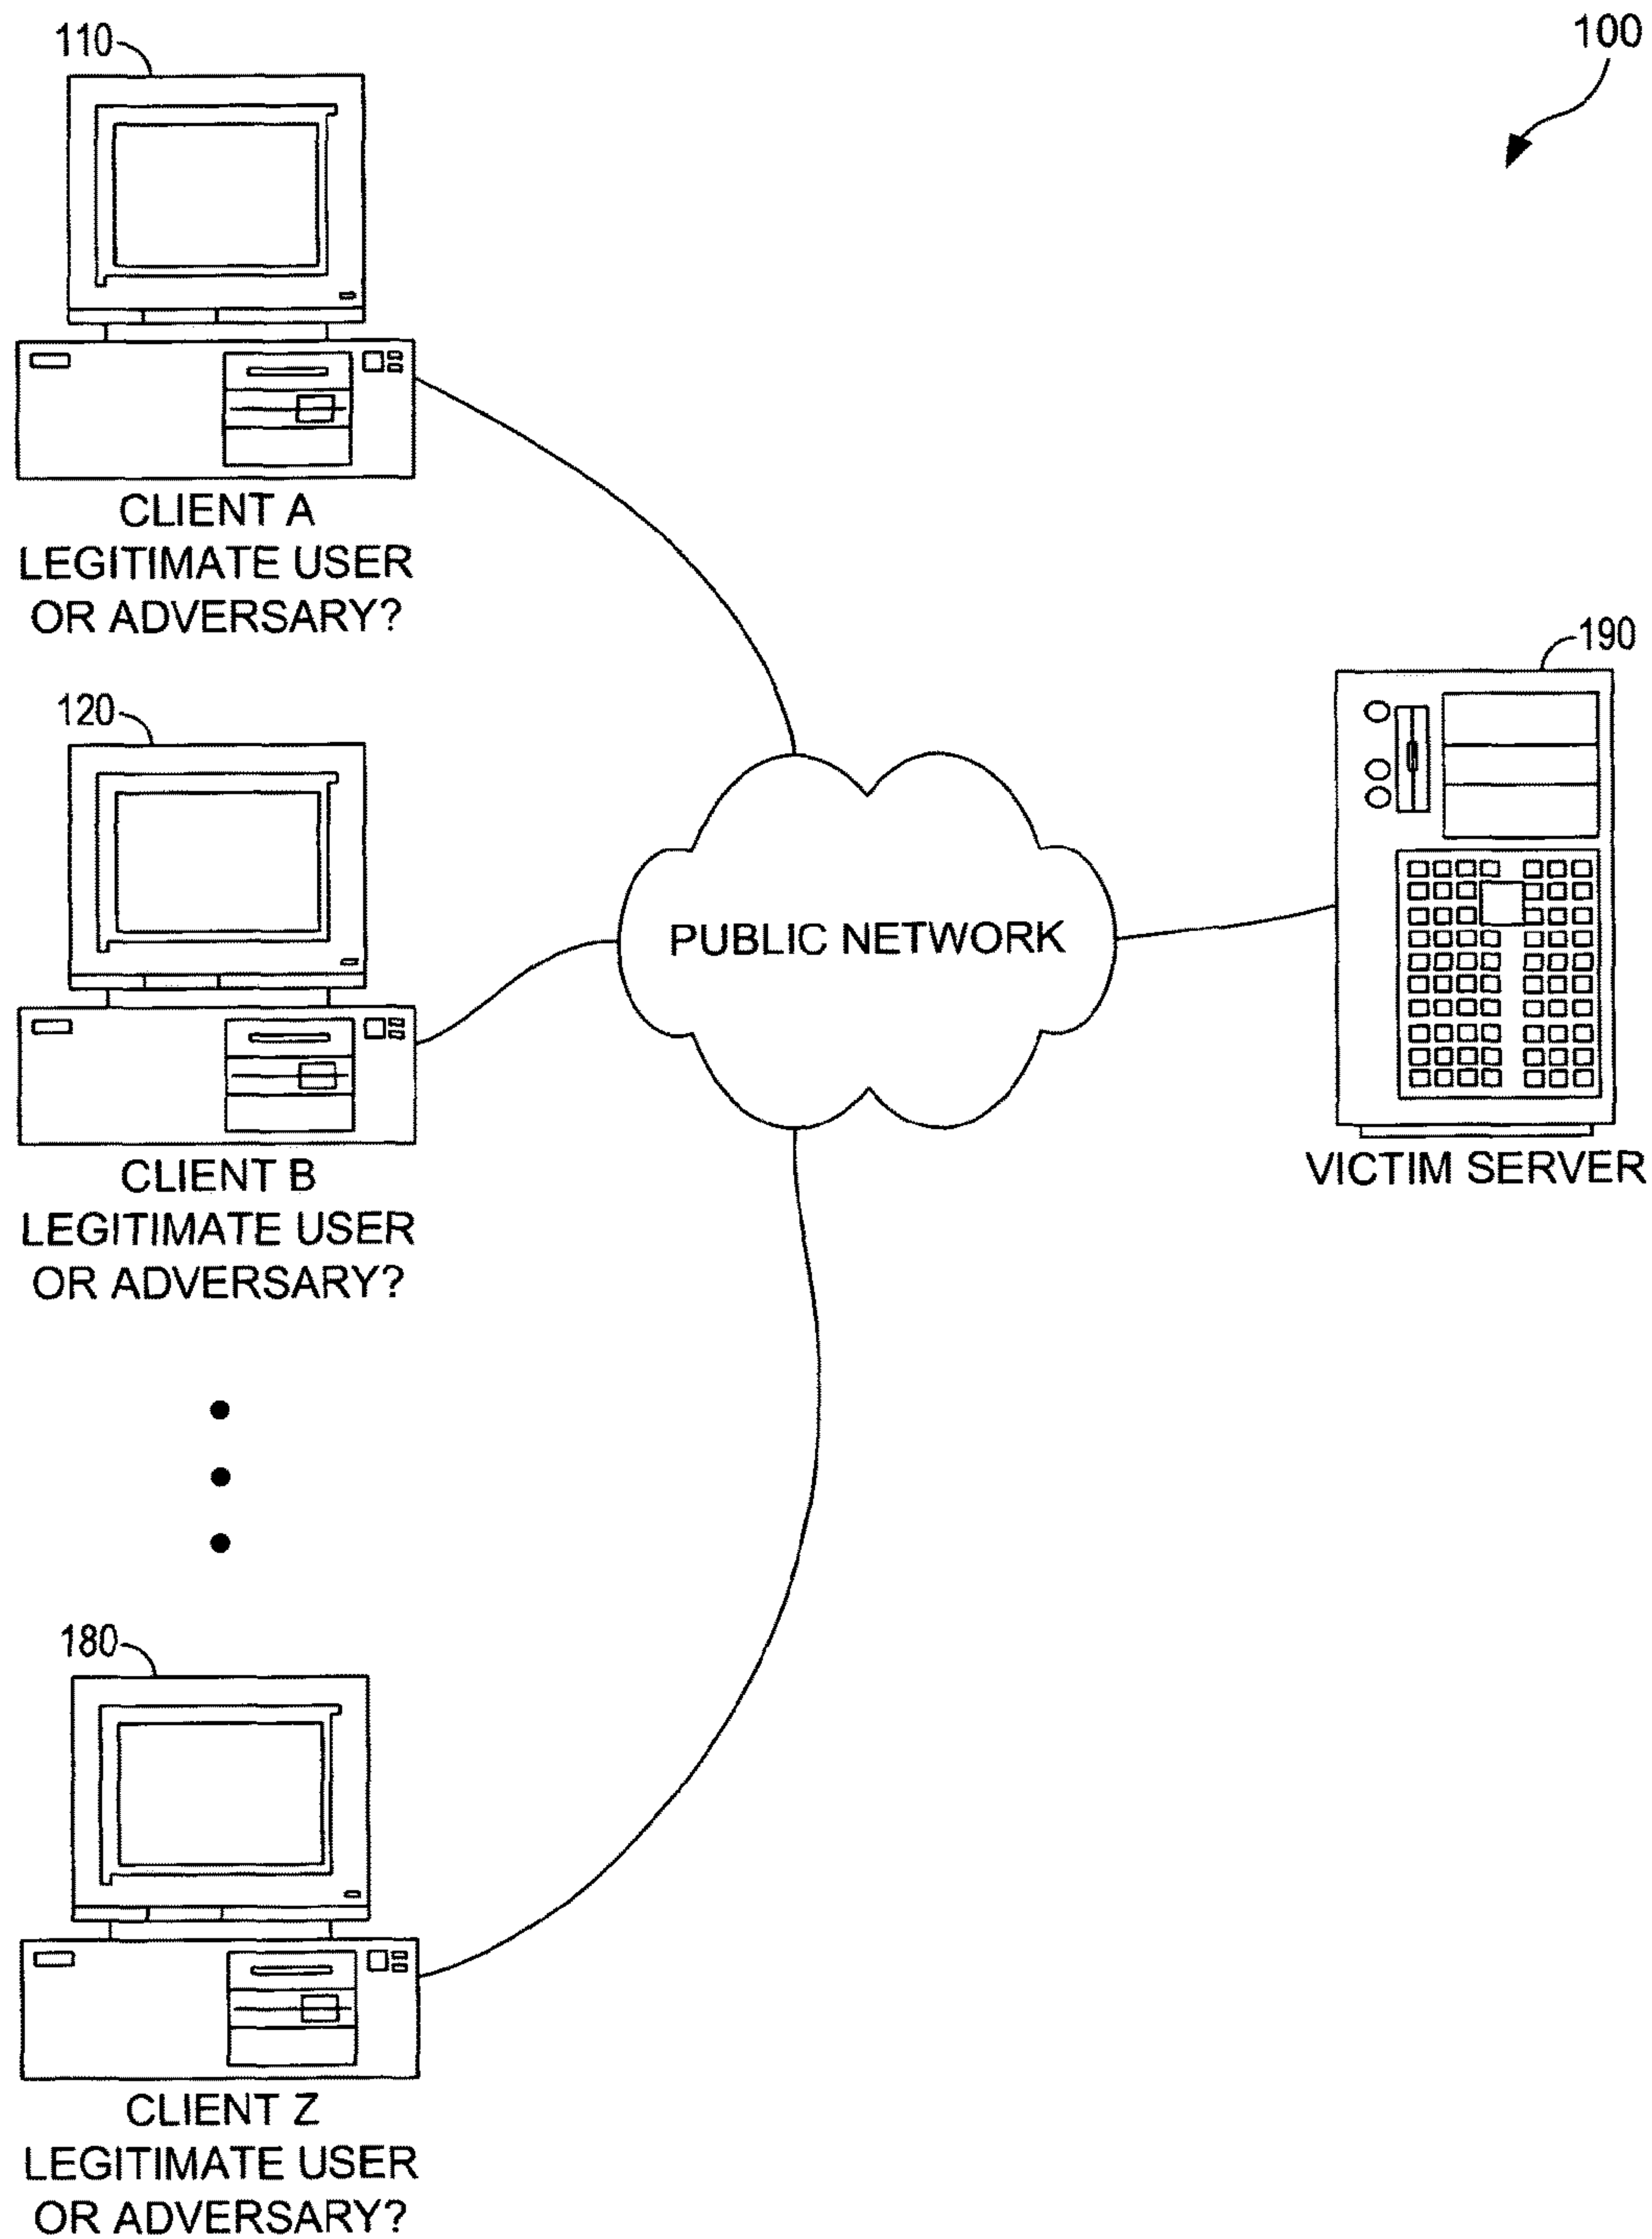 100
110
CLIENT A
LEGITIMATE USER
OR ADVERSARY?
120
CLIENT B
LEGITIMATE USER
OR ADVERSARY?
PUBLIC NETWORK
190
VICTIM SERVER
180
CLIENT Z
LEGITIMATE USER
OR ADVERSARY?